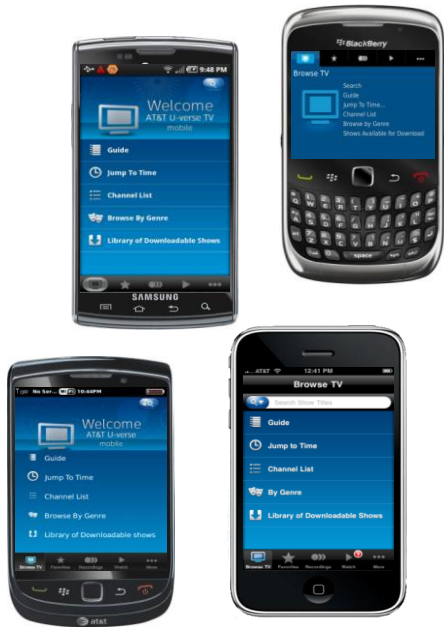 9:48 PM
Welcome
AT&T U-verse TV
mobile
Guide
Jump To Time
Channel List
Browse By Genre
Library of Downloadable Shows
SAMSUNG
BlackBerry
Browse TV
Search
Guide
Jump To Time...
Channel List
Browse by Genre
Shows Available for Download
space
No Ser... 10:44PM
Welcome
AT&T U-verse
mobile
Guide
Jump To Time
Channel List
Browse By Genre
Library of Downloadable shows
Browse TV Favorites Recordings Watch More
at&t
AT&T 12:41 PM
Browse TV
Search Show Titles
Guide
Jump to Time
Channel List
By Genre
Library of Downloadable Shows
Browse TV Favorites Recordings Watch More